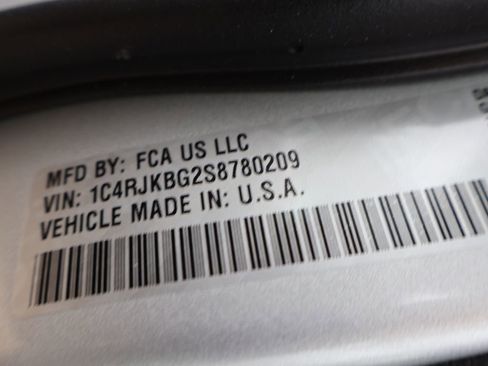 MFD BY: FCA US LLC
VIN: 1C4RJKBG2S8780209
VEHICLE MADE IN: U.S.A.